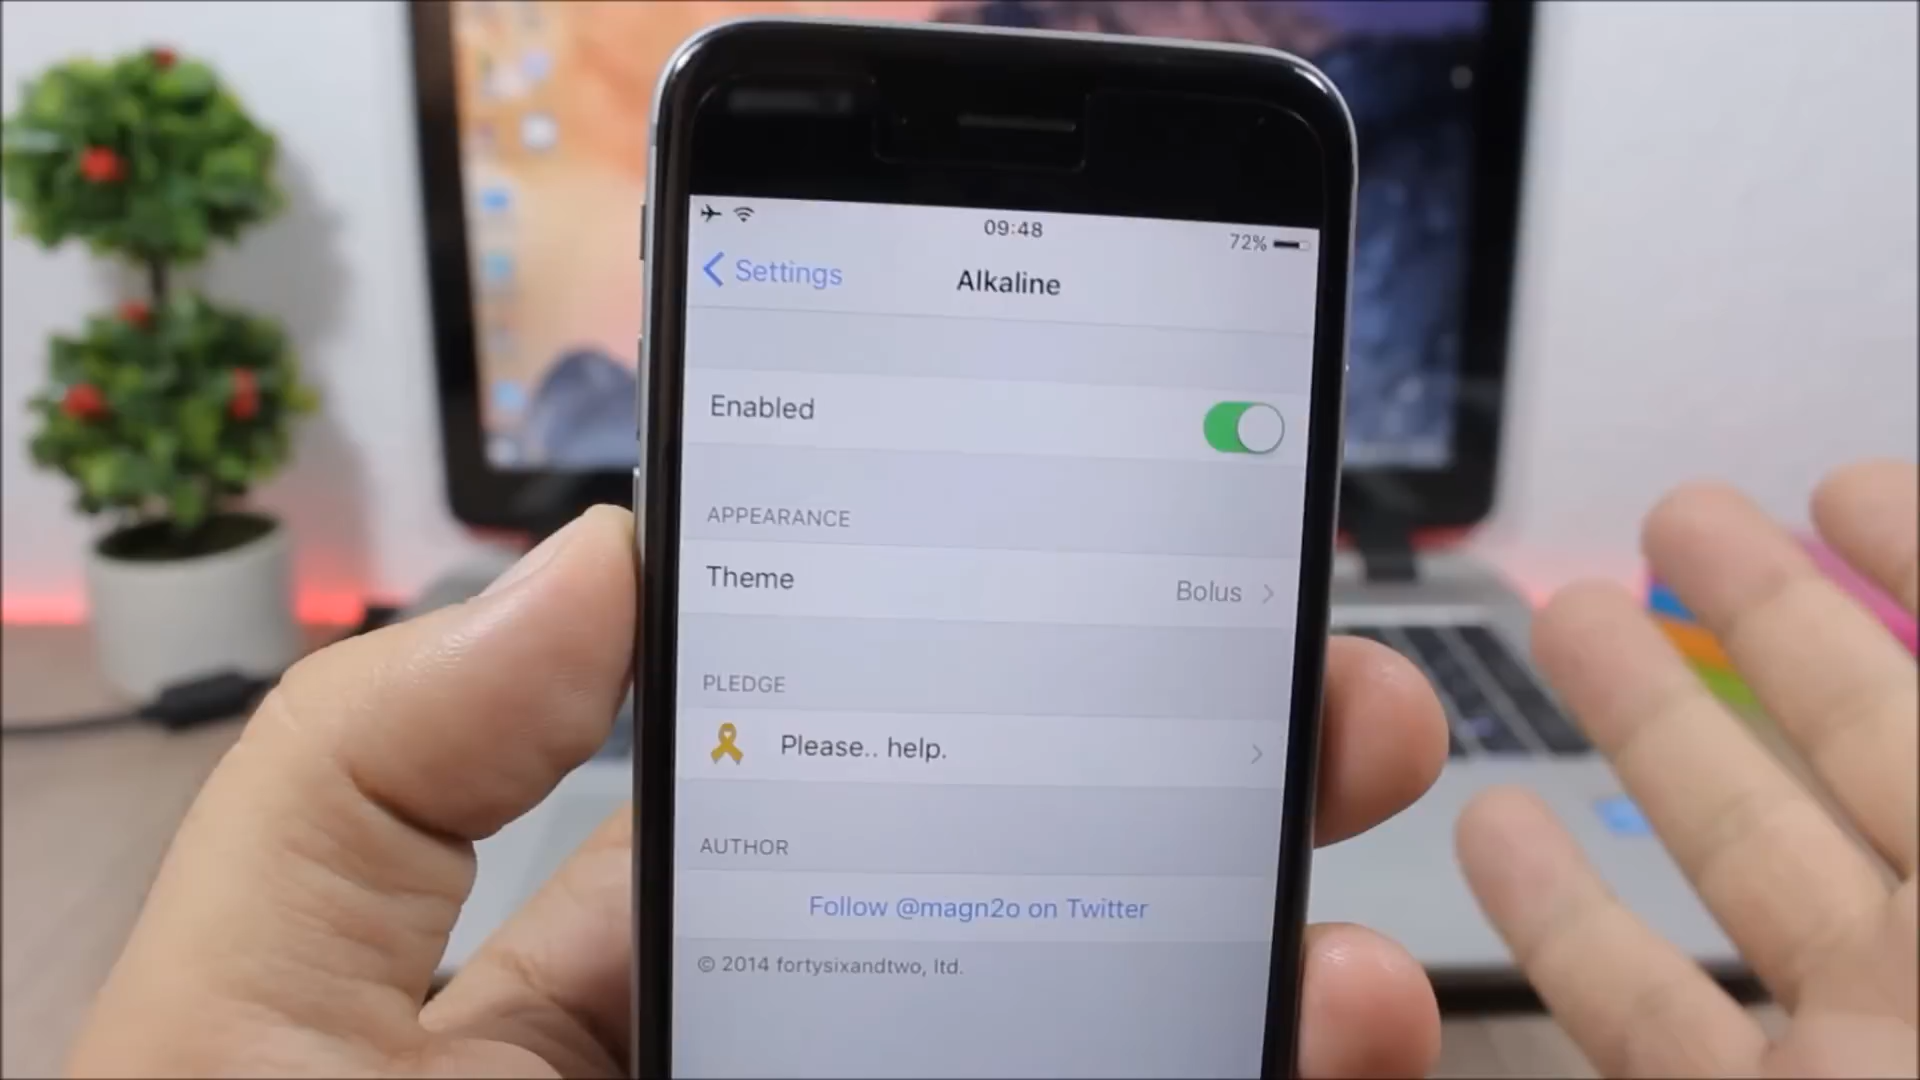 09:48
72%
Settings
Alkaline
Enabled
APPEARANCE
Theme
Bolus
PLEDGE
Please.. help.
AUTHOR
Follow @magn2o on Twitter
© 2014 fortysixandtwo, ltd.